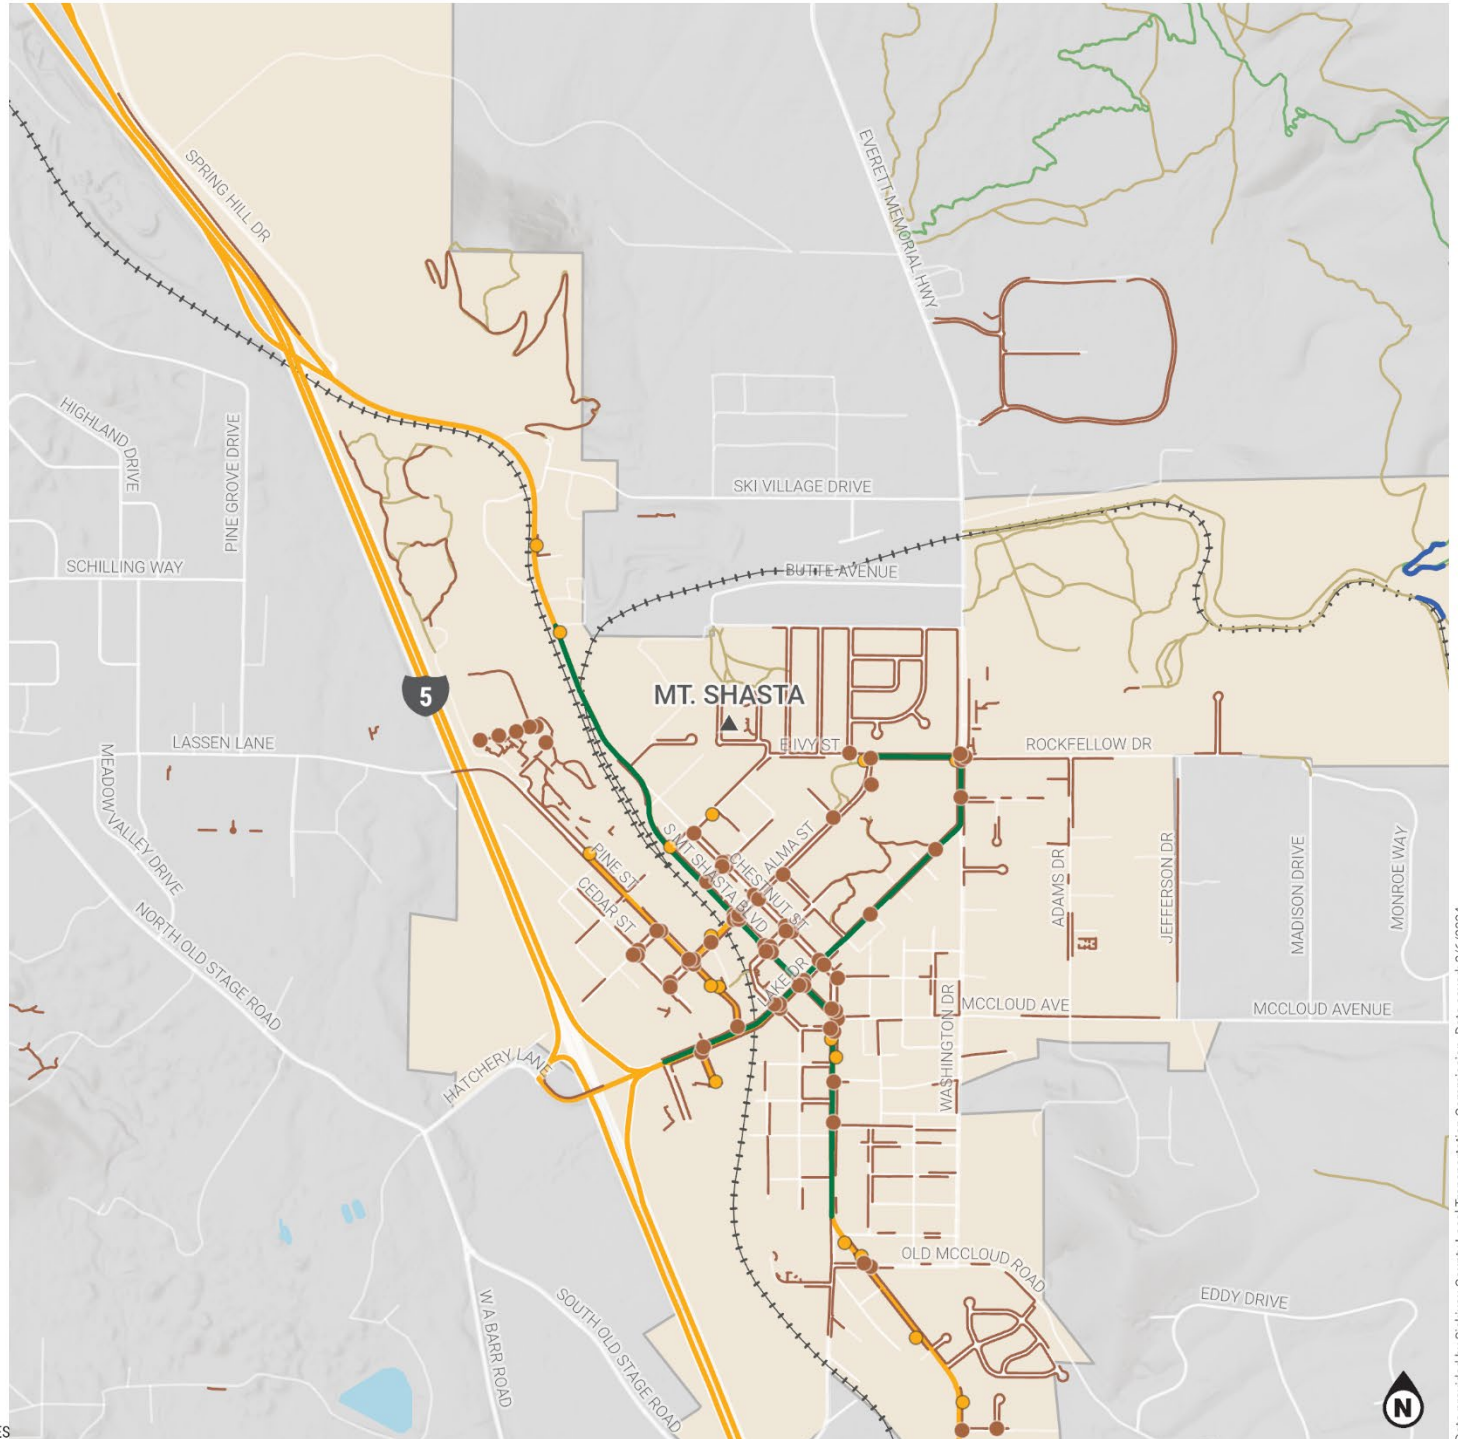 EVERETT MEMORIAL HWY
SPRING HILL DR
HIGHLAND DRIVE
PINE GROVE DRIVE
SKI VILLAGE DRIVE
SCHILLING WAY
BUTTE AVENUE
5
MT. SHASTA
LASSEN LANE
E IVY ST
ROCKFELLOW DR
MEADOW VALLEY DRIVE
S MT SHASTA BLVD
CHESTNUT ST
ALMA ST
PINE ST
CEDAR ST
ADAMS DR
JEFFERSON DR
MADISON DRIVE
MONROE WAY
NORTH OLD STAGE ROAD
LAKE DR
WASHINGTON DR
MCCLOUD AVE
MCCLOUD AVENUE
HATCHERY LANE
OLD MCCLOUD ROAD
EDDY DRIVE
W A BARR ROAD
SOUTH OLD STAGE ROAD
N
ES